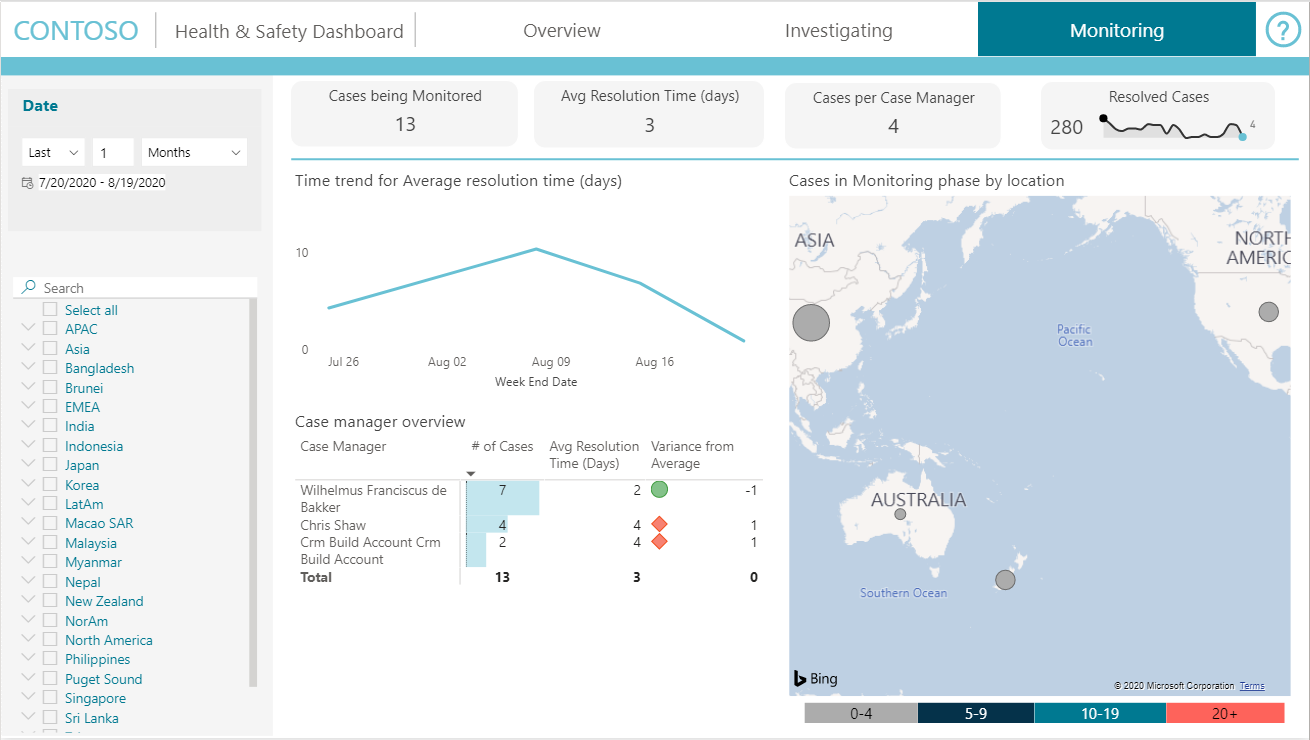 CONTOSO
Health & Safety Dashboard
Overview
Investigating
Monitoring
?
Date
Last
1
Months
7/20/2020 - 8/19/2020
Search
Select all
APAC
Asia
Bangladesh
Brunei
EMEA
India
Indonesia
Japan
Korea
LatAm
Macao SAR
Malaysia
Myanmar
Nepal
New Zealand
NorAm
North America
Philippines
Puget Sound
Singapore
Sri Lanka
Cases being Monitored
13
Avg Resolution Time (days)
3
Cases per Case Manager
4
Resolved Cases
280
4
Time trend for Average resolution time (days)
10
0
Jul 26
Aug 02
Aug 09
Aug 16
Week End Date
Case manager overview
Case Manager
# of Cases
Avg Resolution
Time (Days)
Variance from
Average
Wilhelmus Franciscus de
Bakker
7
2
-1
Chris Shaw
4
4
1
Crm Build Account Crm
Build Account
2
4
1
Total
13
3
0
Cases in Monitoring phase by location
ASIA
NORTH
AMERIC
Pacific
Ocean
AUSTRALIA
Southern Ocean
Bing
© 2020 Microsoft Corporation Terms
0-4
5-9
10-19
20+